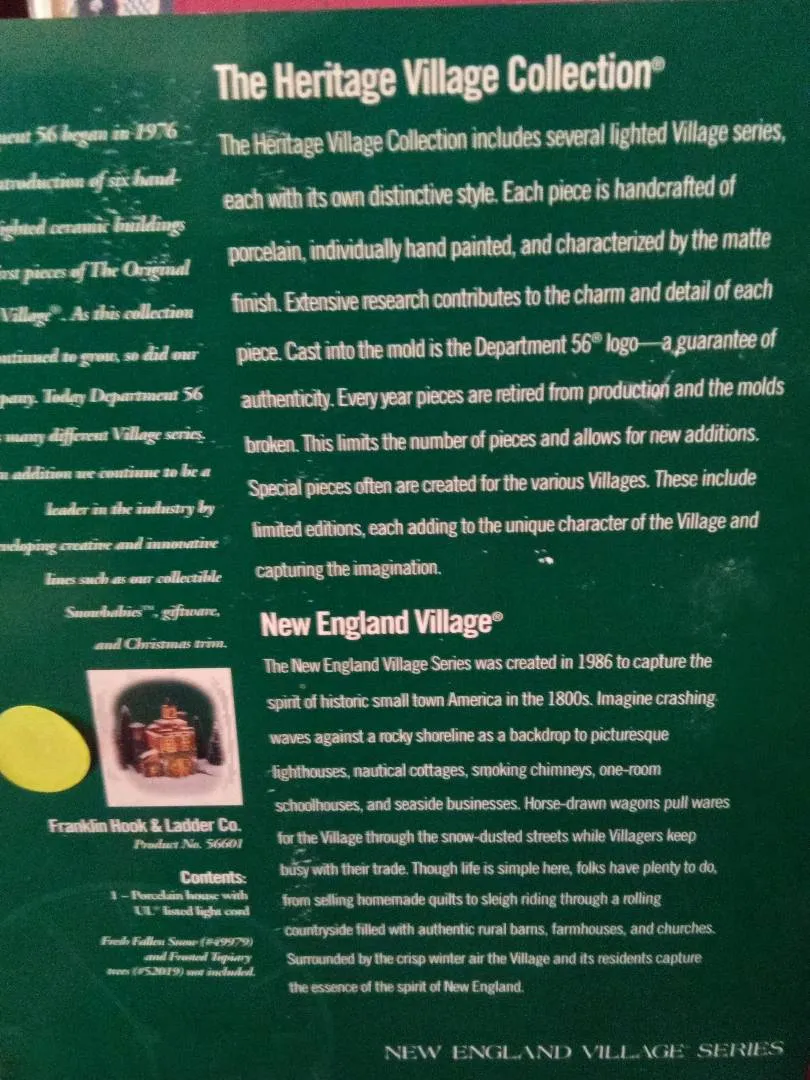 The Heritage Village Collection®
The Heritage Village Collection includes several lighted Village series,
each with its own distinctive style. Each piece is handcrafted of
porcelain, individually hand painted, and characterized by the matte
finish. Extensive research contributes to the charm and detail of each
piece. Cast into the mold is the Department 56® logo—a guarantee of
authenticity. Every year pieces are retired from production and the molds
broken. This limits the number of pieces and allows for new additions.
Special pieces often are created for the various Villages. These include
limited editions, each adding to the unique character of the Village and
capturing the imagination.
New England Village®
The New England Village Series was created in 1986 to capture the
spirit of historic small town America in the 1800s. Imagine crashing
waves against a rocky shoreline as a backdrop to picturesque
lighthouses, nautical cottages, smoking chimneys, one-room
schoolhouses, and seaside businesses. Horse-drawn wagons pull wares
for the Village through the snow-dusted streets while Villagers keep
busy with their trade. Though life is simple here, folks have plenty to do,
from selling homemade quilts to sleigh riding through a rolling
countryside filled with authentic rural barns, farmhouses, and churches.
Surrounded by the crisp winter air the Village and its residents capture
the essence of the spirit of New England.
56 began in 1976
of six hand-
ceramic buildings
pieces of The Original
Village®. As this collection
to grow, so did our
Today Department 56
many different Village series.
addition we continue to be a
leader in the industry by
creative and innovative
lines such as our collectible
Snowbabies™, giftware,
and Christmas trim.
Franklin Hook & Ladder Co.
Product No. 56601
Contents:
1 – Porcelain house with
UL® listed light cord
Fresh Fallen Snow (#49979)
and Frosted Topiary
trees (#52019) not included.
NEW ENGLAND VILLAGE® SERIES